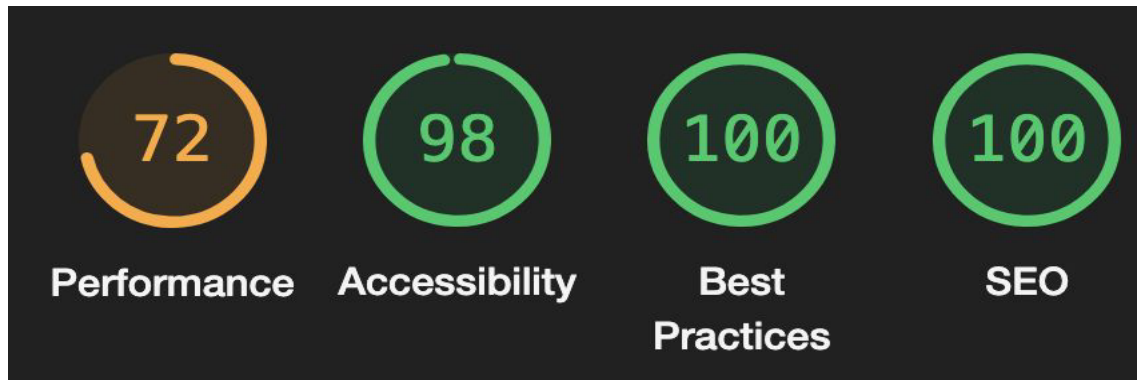 72
98
100
100
Performance
Accessibility
Best
Practices
SEO